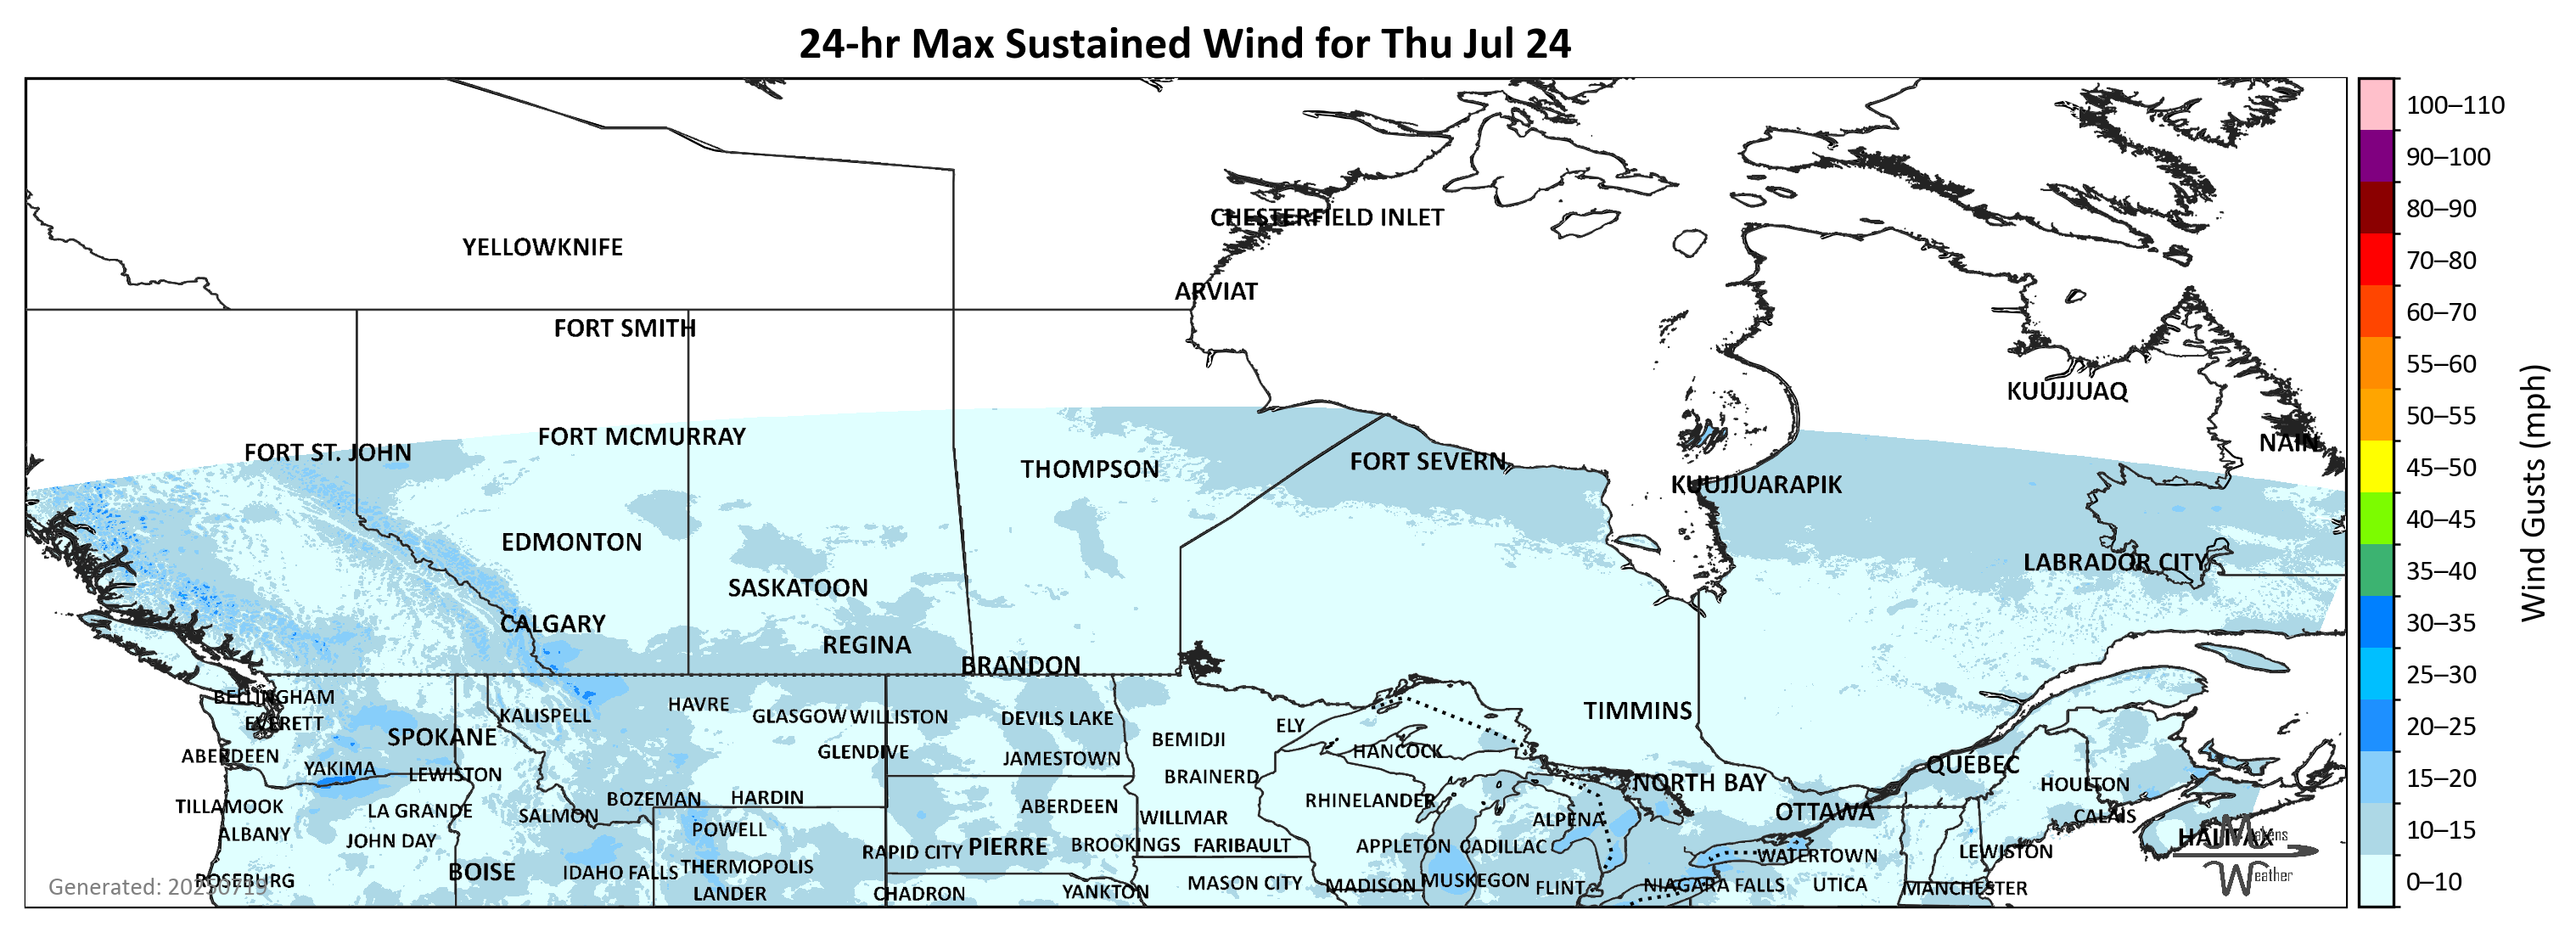 24-hr Max Sustained Wind for Thu Jul 24
100–110
90–100
80–90
70–80
60–70
55–60
50–55
45–50
40–45
35–40
30–35
25–30
20–25
15–20
10–15
0–10
Wind Gusts (mph)
CHESTERFIELD INLET
YELLOWKNIFE
ARVIAT
FORT SMITH
KUUJJUAQ
FORT MCMURRAY
NAIN
FORT ST. JOHN
FORT SEVERN
THOMPSON
KUUJJUARAPIK
EDMONTON
LABRADOR CITY
SASKATOON
CALGARY
REGINA
BRANDON
BELLINGHAM
HAVRE
TIMMINS
KALISPELL
GLASGOW
WILLISTON
DEVILS LAKE
EVERETT
ELY
SPOKANE
BEMIDJI
GLENDIVE
HANCOCK
ABERDEEN
JAMESTOWN
QUÉBEC
YAKIMA
LEWISTON
BRAINERD
NORTH BAY
HOULTON
BOZEMAN
HARDIN
RHINELANDER
TILLAMOOK
LA GRANDE
ABERDEEN
OTTAWA
SALMON
CALAIS
WILLMAR
ALPENA
POWELL
ALBANY
HALIFAX
Makens
JOHN DAY
BROOKINGS
FARIBAULT
APPLETON
CADILLAC
PIERRE
RAPID CITY
LEWISTON
WATERTOWN
THERMOPOLIS
BOISE
IDAHO FALLS
Weather
ROSEBURG
MUSKEGON
MASON CITY
MADISON
NIAGARA FALLS
UTICA
FLINT
MANCHESTER
Generated: 20250719
YANKTON
LANDER
CHADRON